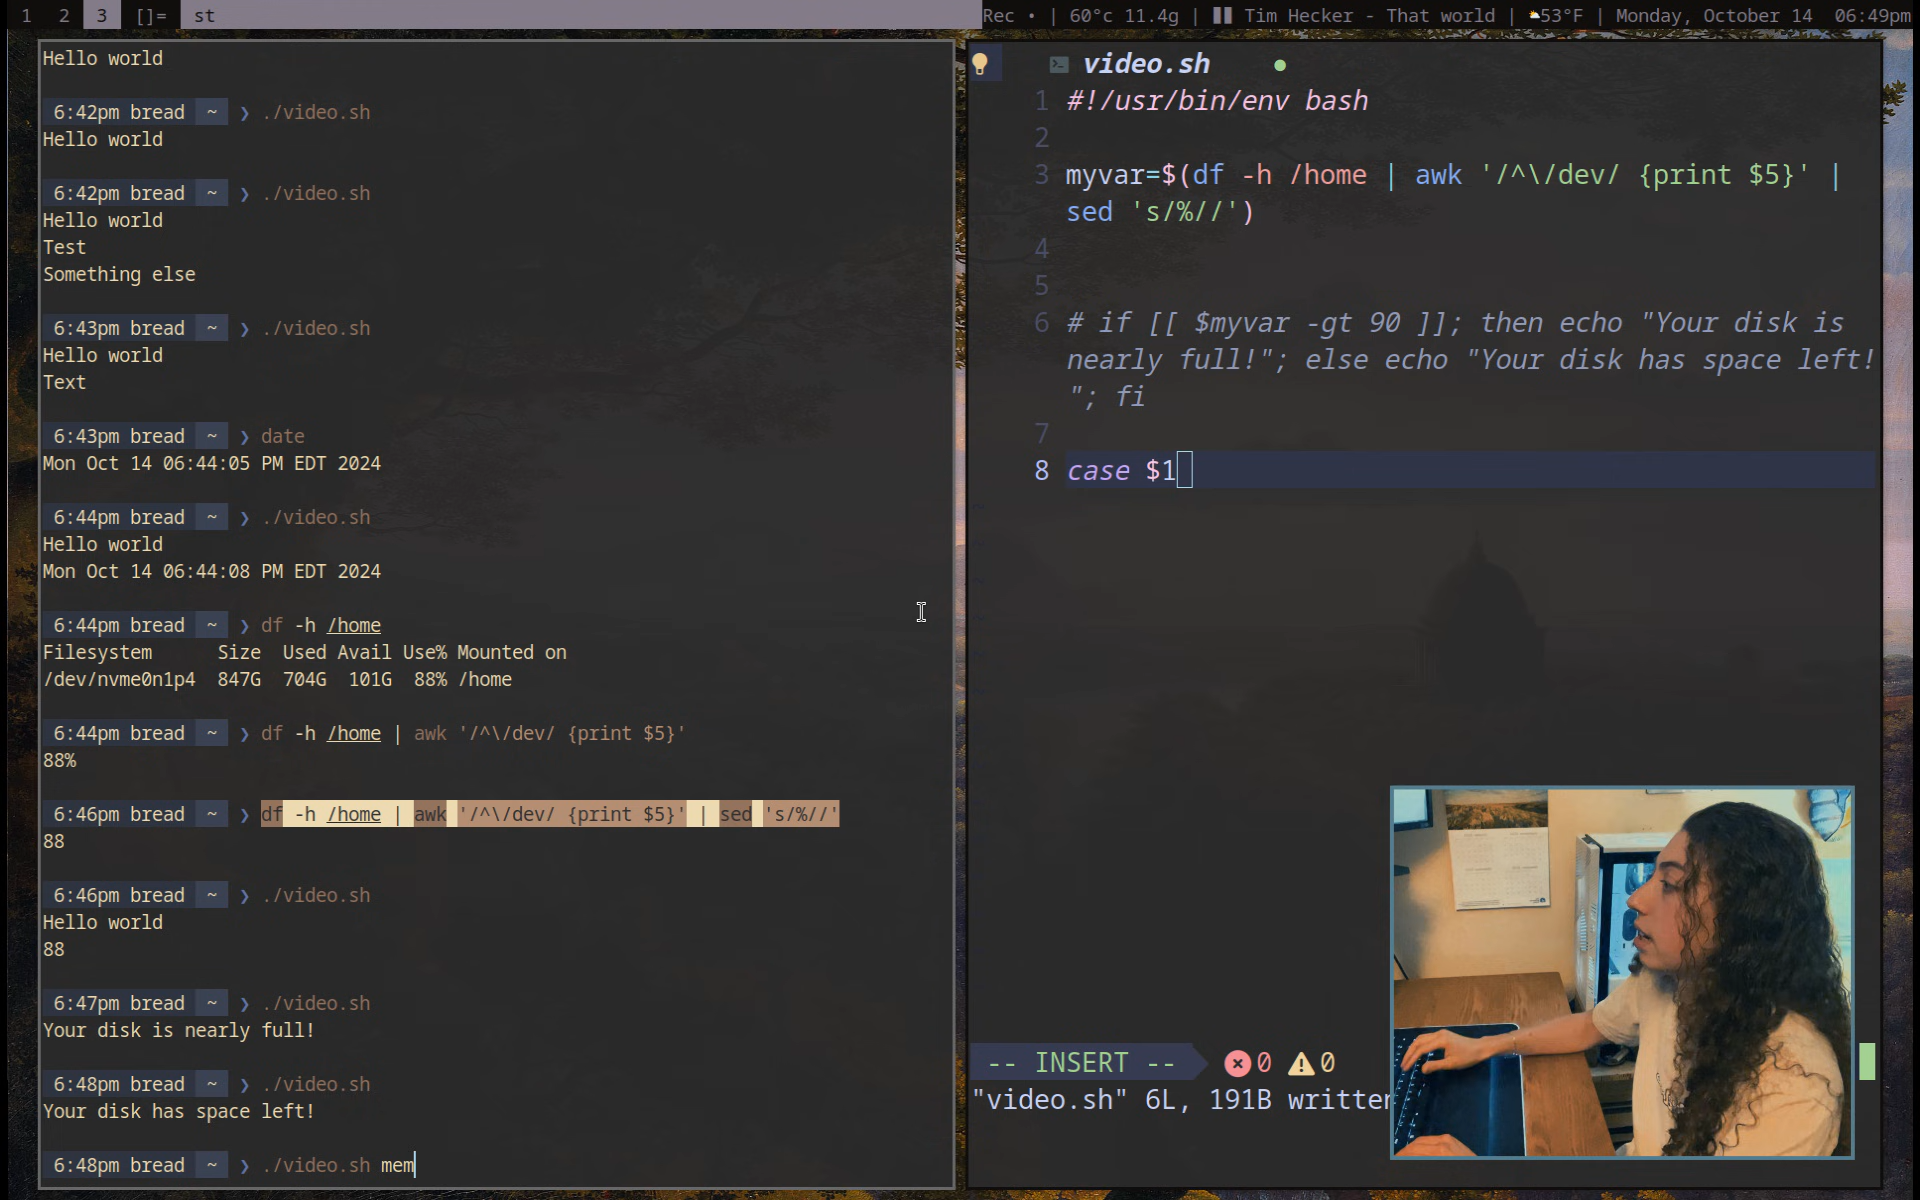 1 2 3 []= st Rec • | 60°c 11.4g | Tim Hecker - That world | 53°F | Monday, October 14 06:49pm
Hello world
6:42pm bread ~ ❯ ./video.sh
Hello world
6:42pm bread ~ ❯ ./video.sh
Hello world
Test
Something else
6:43pm bread ~ ❯ ./video.sh
Hello world
Text
6:43pm bread ~ ❯ date
Mon Oct 14 06:44:05 PM EDT 2024
6:44pm bread ~ ❯ ./video.sh
Hello world
Mon Oct 14 06:44:08 PM EDT 2024
6:44pm bread ~ ❯ df -h /home
Filesystem Size Used Avail Use% Mounted on
/dev/nvme0n1p4 847G 704G 101G 88% /home
6:44pm bread ~ ❯ df -h /home | awk '/^\/dev/ {print $5}'
88%
6:46pm bread ~ ❯ df -h /home | awk '/^\/dev/ {print $5}' | sed 's/%//'
88
6:46pm bread ~ ❯ ./video.sh
Hello world
88
6:47pm bread ~ ❯ ./video.sh
Your disk is nearly full!
6:48pm bread ~ ❯ ./video.sh
Your disk has space left!
6:48pm bread ~ ❯ ./video.sh mem
video.sh ●
1 #!/usr/bin/env bash
2
3 myvar=$(df -h /home | awk '/^\/dev/ {print $5}' |
sed 's/%//')
4
5
6 # if [[ $myvar -gt 90 ]]; then echo "Your disk is
nearly full!"; else echo "Your disk has space left!
"; fi
7
8 case $1
-- INSERT -- 0 0
"video.sh" 6L, 191B written